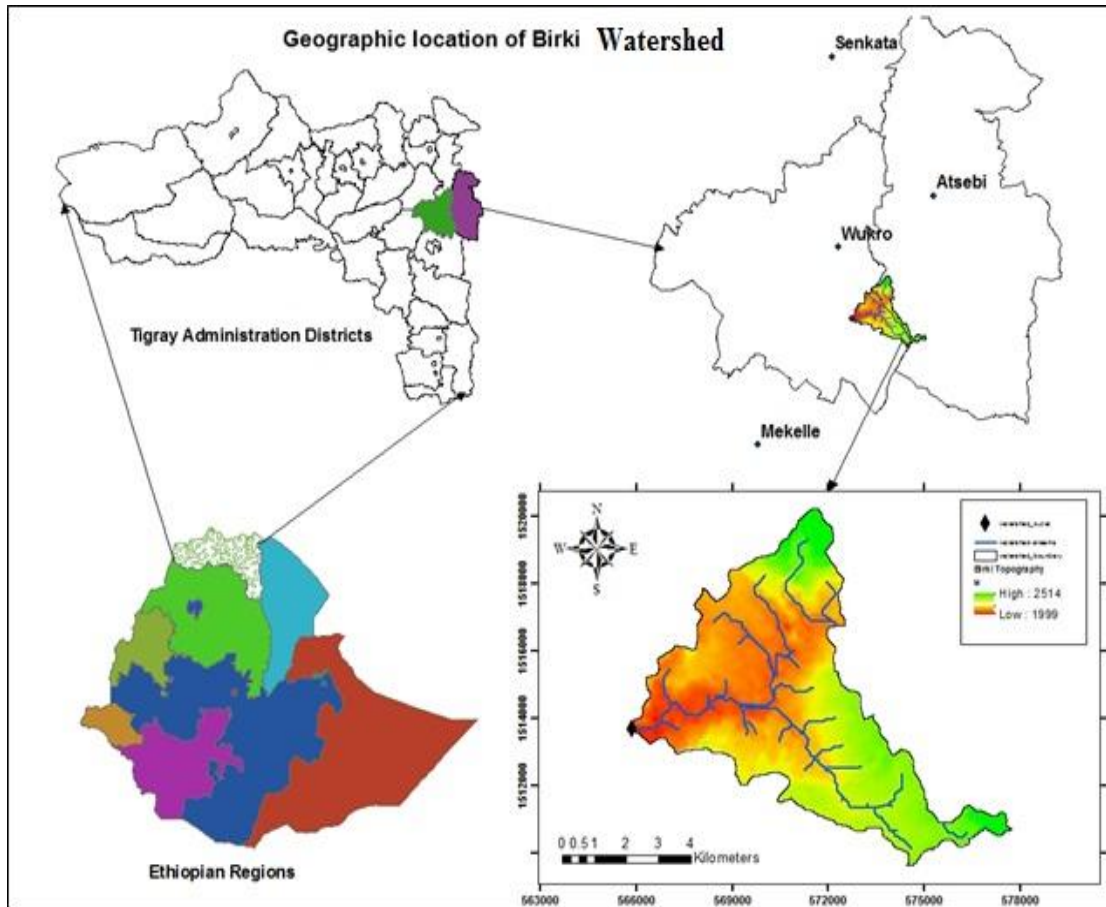 Geographic location of Birki Watershed
Senkata
Atsebi
Wukro
Tigray Administration Districts
Mekelle
Ethiopian Regions
N
W E
S
Birki Topography
High : 2514
Low : 1999
1520000
1518000
1516000
1514000
1512000
0 0.5 1 2 3 4
Kilometers
563000 566000 569000 572000 575000 578000